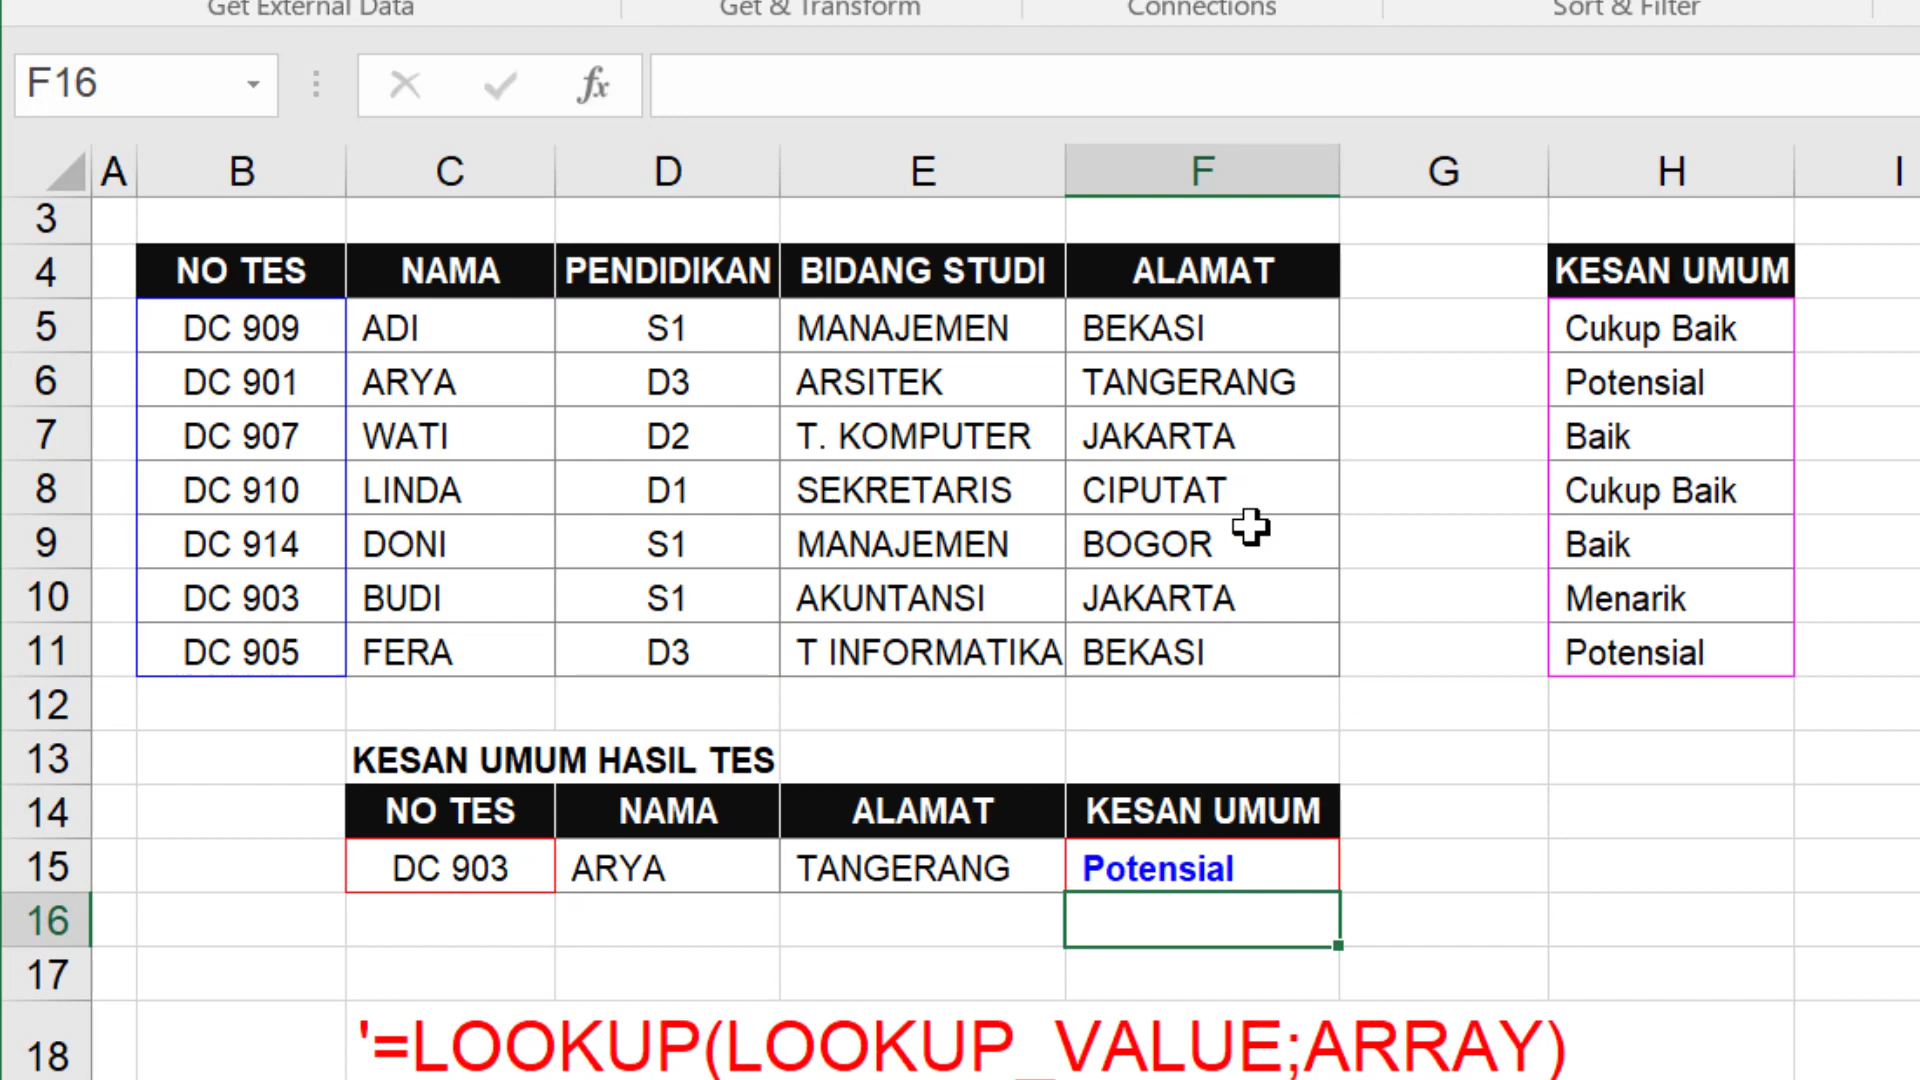 Get External Data Get & Transform Connections Sort & Filter
F16 fx
A B C D E F G H I
3
4 NO TES NAMA PENDIDIKAN BIDANG STUDI ALAMAT KESAN UMUM
5 DC 909 ADI S1 MANAJEMEN BEKASI Cukup Baik
6 DC 901 ARYA D3 ARSITEK TANGERANG Potensial
7 DC 907 WATI D2 T. KOMPUTER JAKARTA Baik
8 DC 910 LINDA D1 SEKRETARIS CIPUTAT Cukup Baik
9 DC 914 DONI S1 MANAJEMEN BOGOR Baik
10 DC 903 BUDI S1 AKUNTANSI JAKARTA Menarik
11 DC 905 FERA D3 T INFORMATIKA BEKASI Potensial
12
13 KESAN UMUM HASIL TES
14 NO TES NAMA ALAMAT KESAN UMUM
15 DC 903 ARYA TANGERANG Potensial
16
17
18 '=LOOKUP(LOOKUP_VALUE;ARRAY)